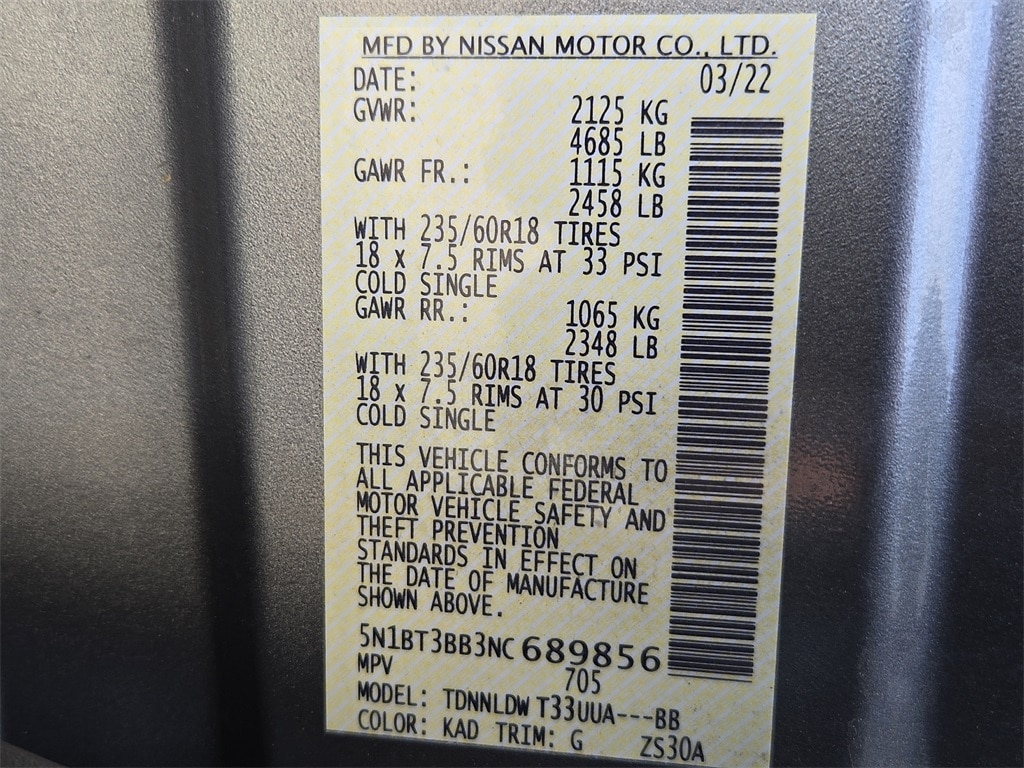 MFD BY NISSAN MOTOR CO., LTD.
DATE: 03/22
GVWR: 2125 KG
4685 LB
GAWR FR.: 1115 KG
2458 LB
WITH 235/60R18 TIRES
18 x 7.5 RIMS AT 33 PSI
COLD SINGLE
GAWR RR.: 1065 KG
2348 LB
WITH 235/60R18 TIRES
18 x 7.5 RIMS AT 30 PSI
COLD SINGLE
THIS VEHICLE CONFORMS TO
ALL APPLICABLE FEDERAL
MOTOR VEHICLE SAFETY AND
THEFT PREVENTION
STANDARDS IN EFFECT ON
THE DATE OF MANUFACTURE
SHOWN ABOVE.
5N1BT3BB3NC689856
MPV 705
MODEL: TDNNLDW T33UUA---BB
COLOR: KAD TRIM: G ZS30A